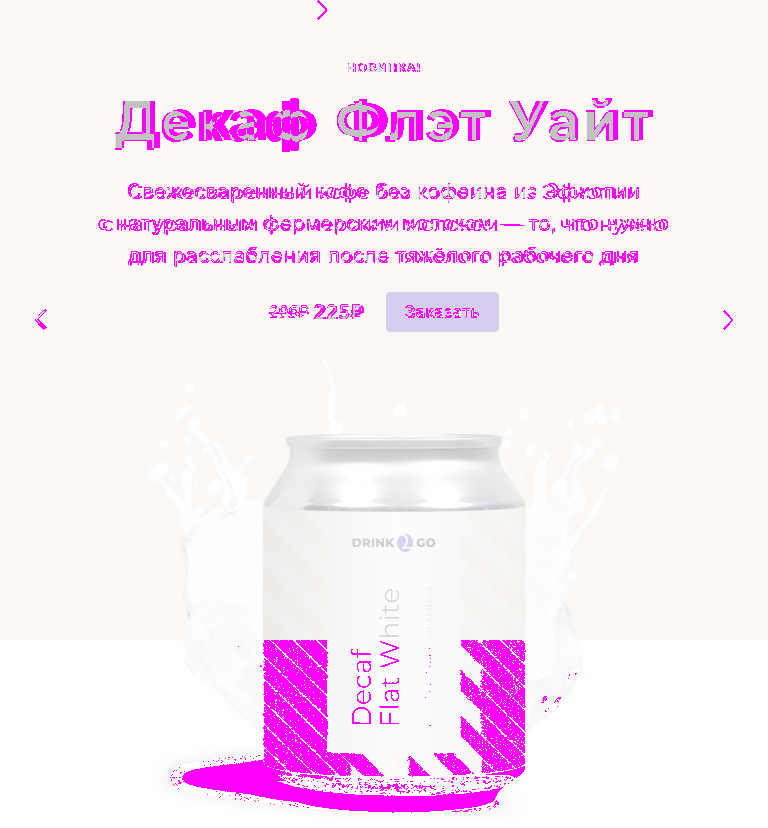 НОВИНКА!
Декаф Флэт Уайт
Свежесваренный кофе без кофеина из Эфиопии
с натуральным фермерским молоком — то, что нужно
для расслабления после тяжёлого рабочего дня
225₽ Заказать
DRINK 2 GO
Decaf
Flat White